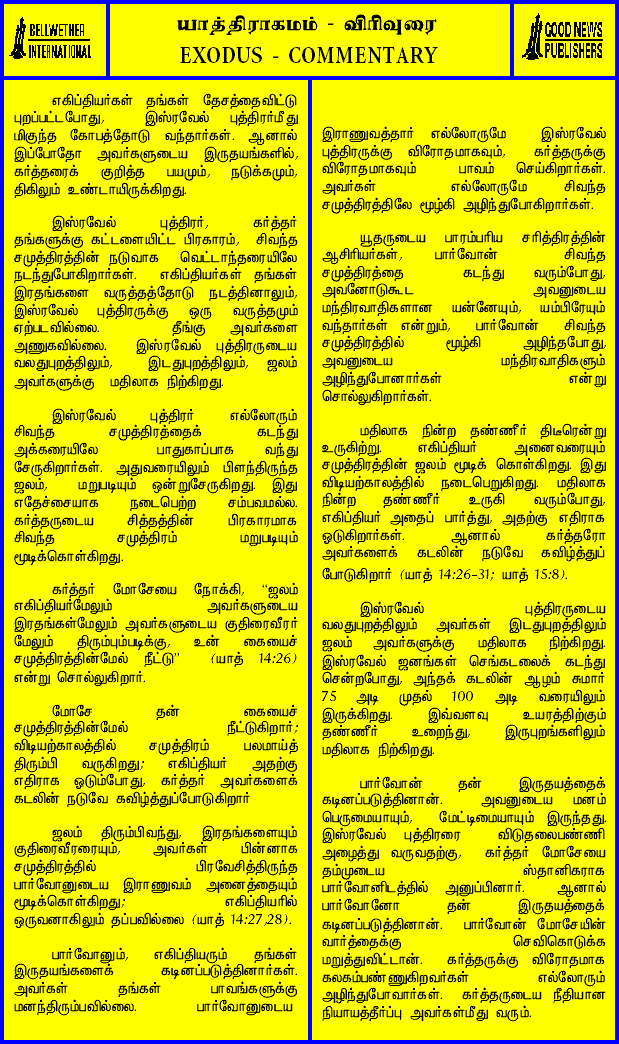 BELLWETHER
INTERNATIONAL
யாத்திராகமம் - விரிவுரை
EXODUS - COMMENTARY
GOOD NEWS
PUBLISHERS
எகிப்தியர்கள் தங்கள் தேசத்தைவிட்டு
புறப்பட்டபோது, இஸ்ரவேல் புத்திரர்மீது
மிகுந்த கோபத்தோடு வந்தார்கள். ஆனால்
இப்போதோ அவர்களுடைய இருதயங்களில்,
கர்த்தரைக் குறித்த பயமும், நடுக்கமும்,
திகிலும் உண்டாயிருக்கிறது.
இஸ்ரவேல் புத்திரர், கர்த்தர்
தங்களுக்கு கட்டளையிட்ட பிரகாரம், சிவந்த
சமுத்திரத்தின் நடுவாக வெட்டாந்தரையிலே
நடந்துபோகிறார்கள். எகிப்தியர்கள் தங்கள்
இரதங்களை வருத்தத்தோடு நடத்தினாலும்,
இஸ்ரவேல் புத்திரருக்கு ஒரு வருத்தமும்
ஏற்படவில்லை. தீங்கு அவர்களை
அணுகவில்லை. இஸ்ரவேல் புத்திரருடைய
வலதுபுறத்திலும், இடதுபுறத்திலும், ஜலம்
அவர்களுக்கு மதிலாக நிற்கிறது.
இஸ்ரவேல் புத்திரர் எல்லோரும்
சிவந்த சமுத்திரத்தைக் கடந்து
அக்கரையிலே பாதுகாப்பாக வந்து
சேருகிறார்கள். அதுவரையிலும் பிளந்திருந்த
ஜலம், மறுபடியும் ஒன்றுசேருகிறது. இது
எதேச்சையாக நடைபெற்ற சம்பவமல்ல.
கர்த்தருடைய சித்தத்தின் பிரகாரமாக
சிவந்த சமுத்திரம் மறுபடியும்
மூடிக்கொள்கிறது.
கர்த்தர் மோசேயை நோக்கி, "ஜலம்
எகிப்தியர்மேலும் அவர்களுடைய
இரதங்கள்மேலும் அவர்களுடைய குதிரைவீரர்
மேலும் திரும்பும்படிக்கு, உன் கையைச்
சமுத்திரத்தின்மேல் நீட்டு" (யாத் 14:26)
என்று சொல்லுகிறார்.
மோசே தன் கையைச்
சமுத்திரத்தின்மேல் நீட்டுகிறார்;
விடியற்காலத்தில் சமுத்திரம் பலமாய்த்
திரும்பி வருகிறது; எகிப்தியர் அதற்கு
எதிராக ஓடும்போது, கர்த்தர் அவர்களைக்
கடலின் நடுவே கவிழ்த்துப்போடுகிறார்
ஜலம் திரும்பிவந்து, இரதங்களையும்
குதிரைவீரரையும், அவர்கள் பின்னாக
சமுத்திரத்தில் பிரவேசித்திருந்த
பார்வோனுடைய இராணுவம் அனைத்தையும்
மூடிக்கொள்கிறது; எகிப்தியரில்
ஒருவனாகிலும் தப்பவில்லை (யாத் 14:27,28).
பார்வோனும், எகிப்தியரும் தங்கள்
இருதயங்களைக் கடினப்படுத்தினார்கள்.
அவர்கள் தங்கள் பாவங்களுக்கு
மனந்திரும்பவில்லை. பார்வோனுடைய
இராணுவத்தார் எல்லோருமே இஸ்ரவேல்
புத்திரருக்கு விரோதமாகவும், கர்த்தருக்கு
விரோதமாகவும் பாவம் செய்கிறார்கள்.
அவர்கள் எல்லோருமே சிவந்த
சமுத்திரத்திலே மூழ்கி அழிந்துபோகிறார்கள்.
யூதருடைய பாரம்பரிய சரித்திரத்தின்
ஆசிரியர்கள், பார்வோன் சிவந்த
சமுத்திரத்தை கடந்து வரும்போது,
அவனோடுகூட அவனுடைய
மந்திரவாதிகளான யன்னேயும், யம்பிரேயும்
வந்தார்கள் என்றும், பார்வோன் சிவந்த
சமுத்திரத்தில் மூழ்கி அழிந்தபோது,
அவனுடைய மந்திரவாதிகளும்
அழிந்துபோனார்கள் என்று
சொல்லுகிறார்கள்.
மதிலாக நின்ற தண்ணீர் திடீரென்று
உருகிற்று. எகிப்தியர் அனைவரையும்
சமுத்திரத்தின் ஜலம் மூடிக் கொள்கிறது. இது
விடியற்காலத்தில் நடைபெறுகிறது. மதிலாக
நின்ற தண்ணீர் உருகி வரும்போது,
எகிப்தியர் அதைப் பார்த்து, அதற்கு எதிராக
ஓடுகிறார்கள். ஆனால் கர்த்தரோ
அவர்களைக் கடலின் நடுவே கவிழ்த்துப்
போடுகிறார் (யாத் 14:26-31; யாத் 15:8).
இஸ்ரவேல் புத்திரருடைய
வலதுபுறத்திலும் அவர்கள் இடதுபுறத்திலும்
ஜலம் அவர்களுக்கு மதிலாக நிற்கிறது.
இஸ்ரவேல் ஜனங்கள் செங்கடலைக் கடந்து
சென்றபோது, அந்தக் கடலின் ஆழம் சுமார்
75 அடி முதல் 100 அடி வரையிலும்
இருக்கிறது. இவ்வளவு உயரத்திற்கும்
தண்ணீர் உறைந்து, இருபுறங்களிலும்
மதிலாக நிற்கிறது.
பார்வோன் தன் இருதயத்தைக்
கடினப்படுத்தினான். அவனுடைய மனம்
பெருமையாயும், மேட்டிமையாயும் இருந்தது.
இஸ்ரவேல் புத்திரரை விடுதலைபண்ணி
அழைத்து வருவதற்கு, கர்த்தர் மோசேயை
தம்முடைய ஸ்தானிகராக
பார்வோனிடத்தில் அனுப்பினார். ஆனால்
பார்வோனோ தன் இருதயத்தைக்
கடினப்படுத்தினான். பார்வோன் மோசேயின்
வார்த்தைக்கு செவிகொடுக்க
மறுத்துவிட்டான். கர்த்தருக்கு விரோதமாக
கலகம்பண்ணுகிறவர்கள் எல்லோரும்
அழிந்துபோவார்கள். கர்த்தருடைய நீதியான
நியாயத்தீர்ப்பு அவர்கள்மீது வரும்.